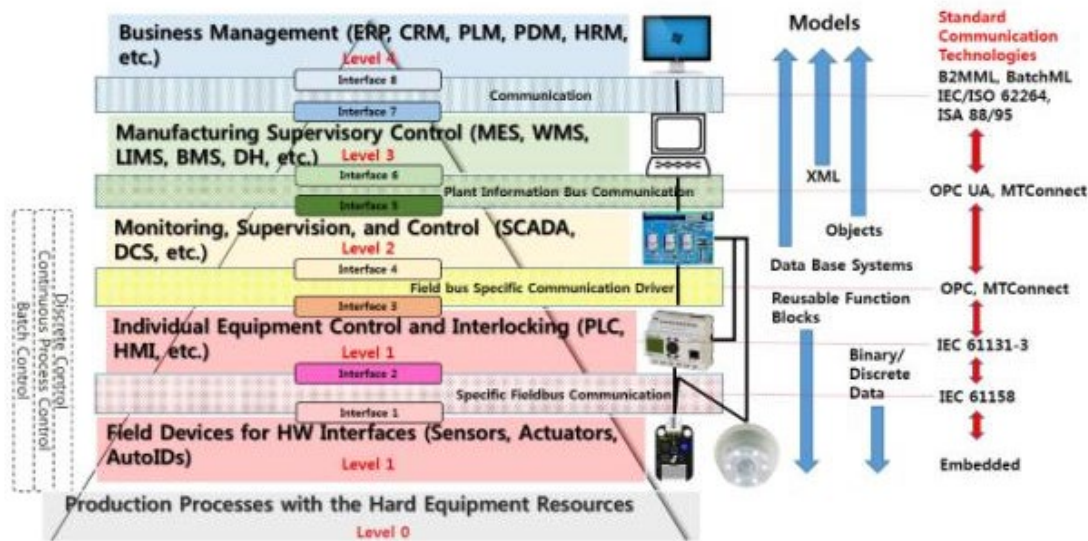 Business Management (ERP, CRM, PLM, PDM, HRM,
etc.)
Level 4
Interface 8
Communication
Interface 7
Manufacturing Supervisory Control (MES, WMS,
LIMS, BMS, DH, etc.)
Level 3
Interface 6
Plant Information Bus Communication
Interface 5
Monitoring, Supervision, and Control (SCADA,
DCS, etc.)
Level 2
Interface 4
Field bus Specific Communication Driver
Interface 3
Individual Equipment Control and Interlocking (PLC,
HMI, etc.)
Level 1
Interface 2
Specific Fieldbus Communication
Interface 1
Field Devices for HW Interfaces (Sensors, Actuators,
AutoIDs)
Level 1
Production Processes with the Hard Equipment Resources
Level 0
Discrete Control
Continuous Process Control
Batch Control
Models
XML
Objects
Data Base Systems
Reusable Function
Blocks
Binary/
Discrete
Data
Standard
Communication
Technologies
B2MML, BatchML
IEC/ISO 62264,
ISA 88/95
OPC UA, MTConnect
OPC, MTConnect
IEC 61131-3
IEC 61158
Embedded